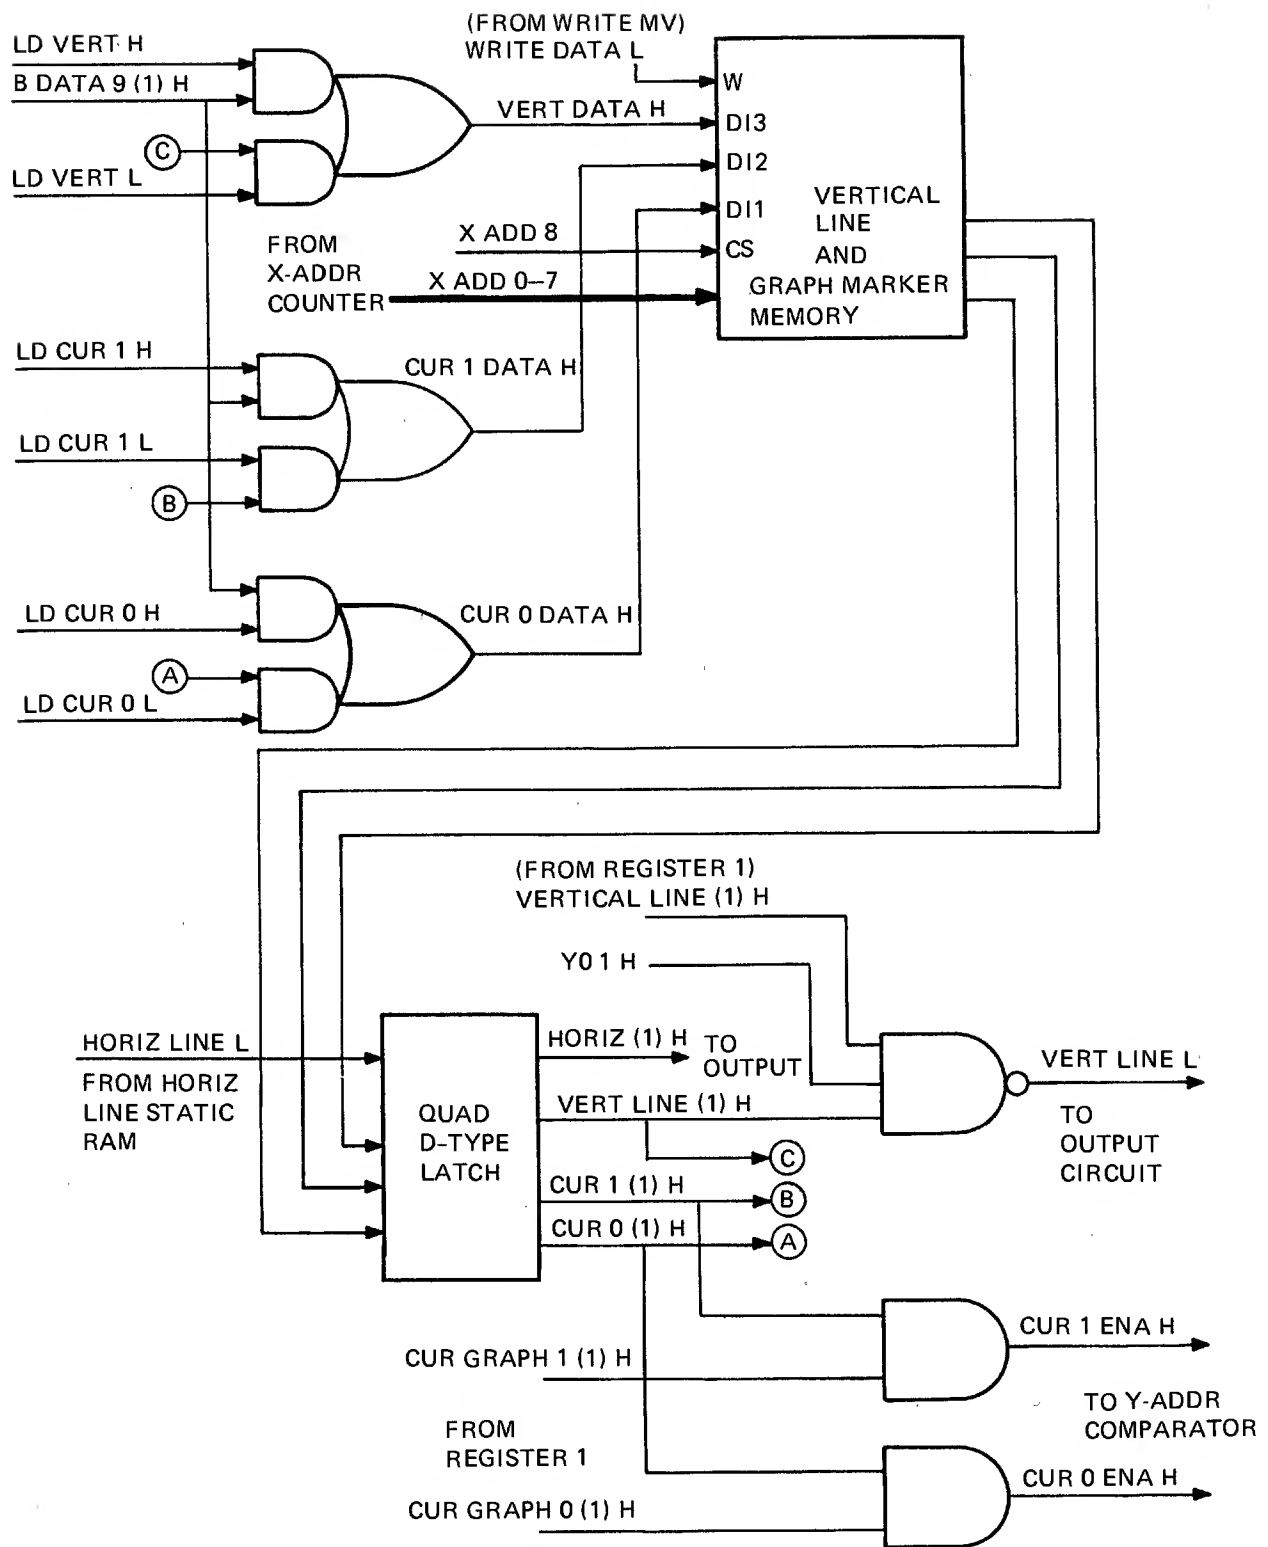 LD VERT H
B DATA 9 (1) H
C
LD VERT L
(FROM WRITE MV)
WRITE DATA L
VERT DATA H
W
DI3
DI2
DI1
CS
VERTICAL
LINE
AND
GRAPH MARKER
MEMORY
FROM
X-ADDR
COUNTER
X ADD 8
X ADD 0–7
LD CUR 1 H
CUR 1 DATA H
LD CUR 1 L
B
LD CUR 0 H
CUR 0 DATA H
A
LD CUR 0 L
(FROM REGISTER 1)
VERTICAL LINE (1) H
Y0 1 H
HORIZ LINE L
FROM HORIZ
LINE STATIC
RAM
QUAD
D-TYPE
LATCH
HORIZ (1) H
TO
OUTPUT
VERT LINE (1) H
C
CUR 1 (1) H
B
CUR 0 (1) H
A
VERT LINE L
TO
OUTPUT
CIRCUIT
CUR GRAPH 1 (1) H
CUR 1 ENA H
FROM
REGISTER 1
TO Y-ADDR
COMPARATOR
CUR GRAPH 0 (1) H
CUR 0 ENA H